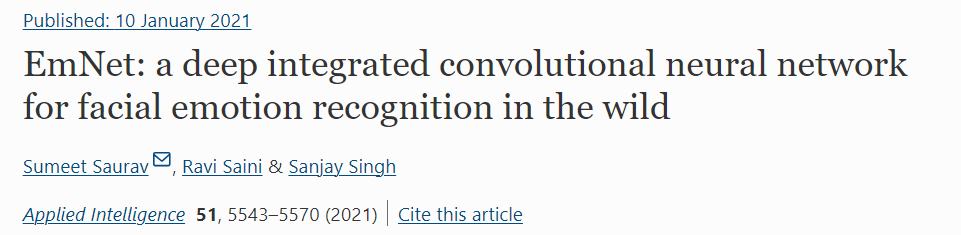 Published: 10 January 2021
EmNet: a deep integrated convolutional neural network
for facial emotion recognition in the wild
Sumeet Saurav, Ravi Saini & Sanjay Singh
Applied Intelligence 51, 5543–5570 (2021) Cite this article